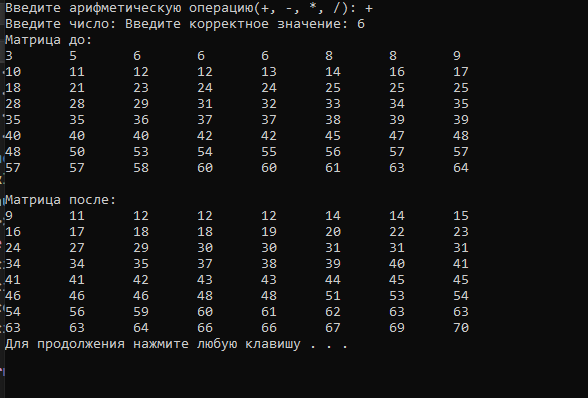 Введите арифметическую операцию(+, -, *, /): +
Введите число: Введите корректное значение: 6
Матрица до:
3 5 6 6 6 8 8 9
10 11 12 12 13 14 16 17
18 21 23 24 24 25 25 25
28 28 29 31 32 33 34 35
35 35 36 37 37 38 39 39
40 40 40 42 42 45 47 48
48 50 53 54 55 56 57 57
57 57 58 60 60 61 63 64
Матрица после:
9 11 12 12 12 14 14 15
16 17 18 18 19 20 22 23
24 27 29 30 30 31 31 31
34 34 35 37 38 39 40 41
41 41 42 43 43 44 45 45
46 46 46 48 48 51 53 54
54 56 59 60 61 62 63 63
63 63 64 66 66 67 69 70
Для продолжения нажмите любую клавишу . . .